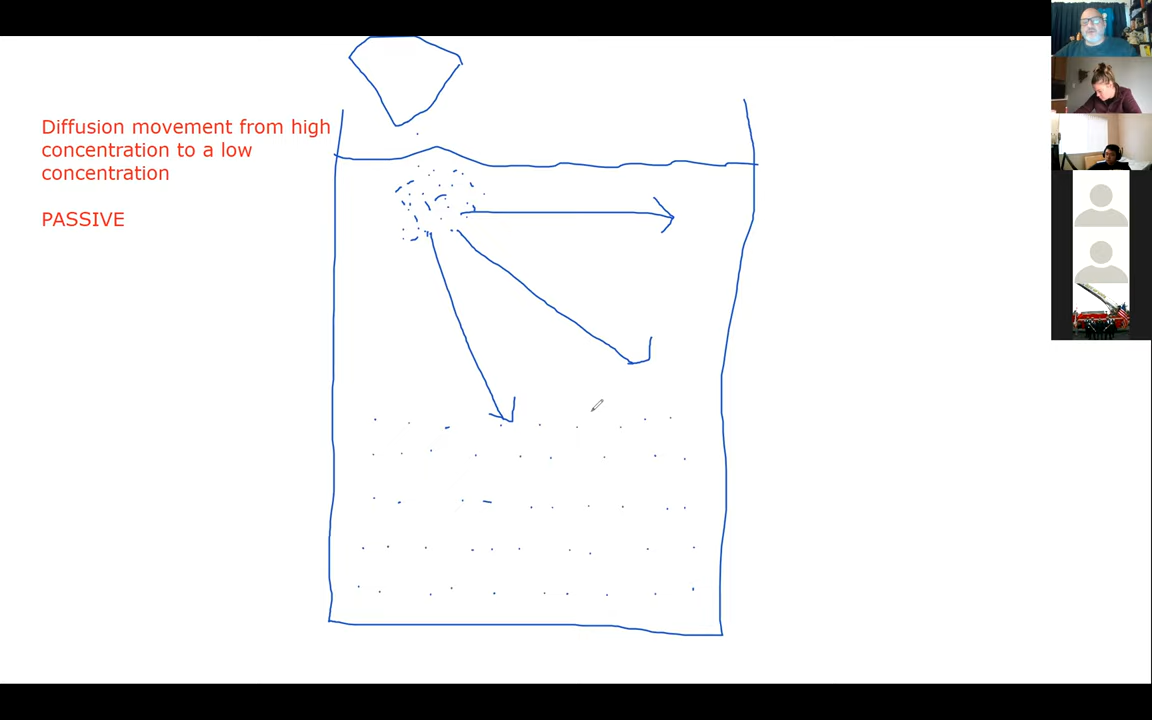 Diffusion movement from high
concentration to a low
concentration
PASSIVE